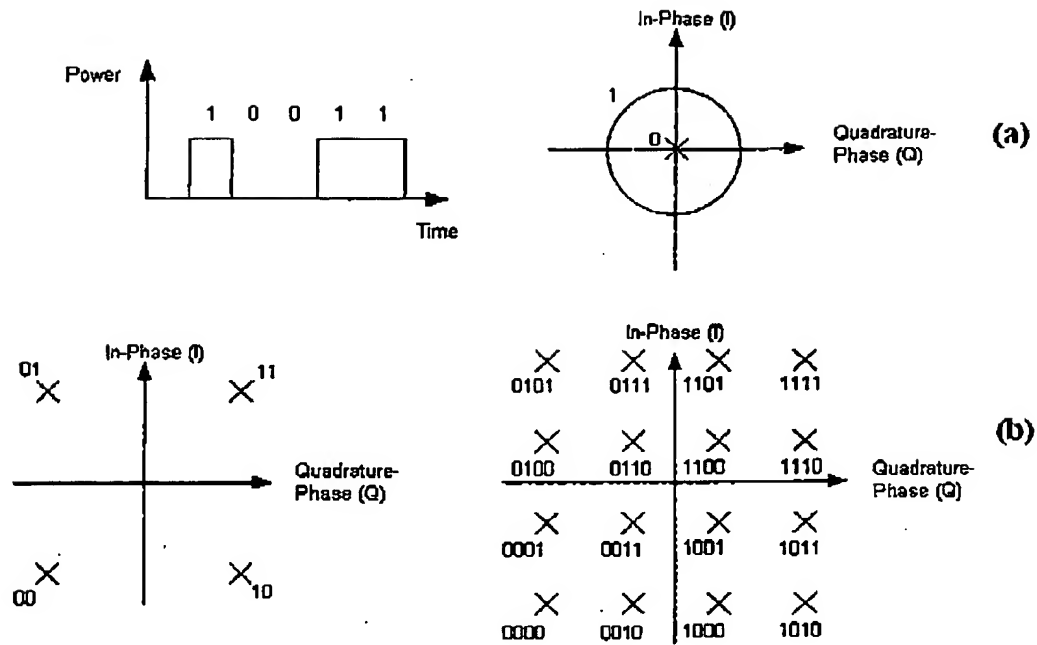 In-Phase (I)
Power
1 0 0 1 1
1
0
Quadrature-
Phase (Q)
(a)
Time
In-Phase (I)
01
11
Quadrature-
Phase (Q)
00
10
In-Phase (I)
0101 0111 1101 1111
0100 0110 1100 1110
Quadrature-
Phase (Q)
(b)
0001 0011 1001 1011
0000 0010 1000 1010